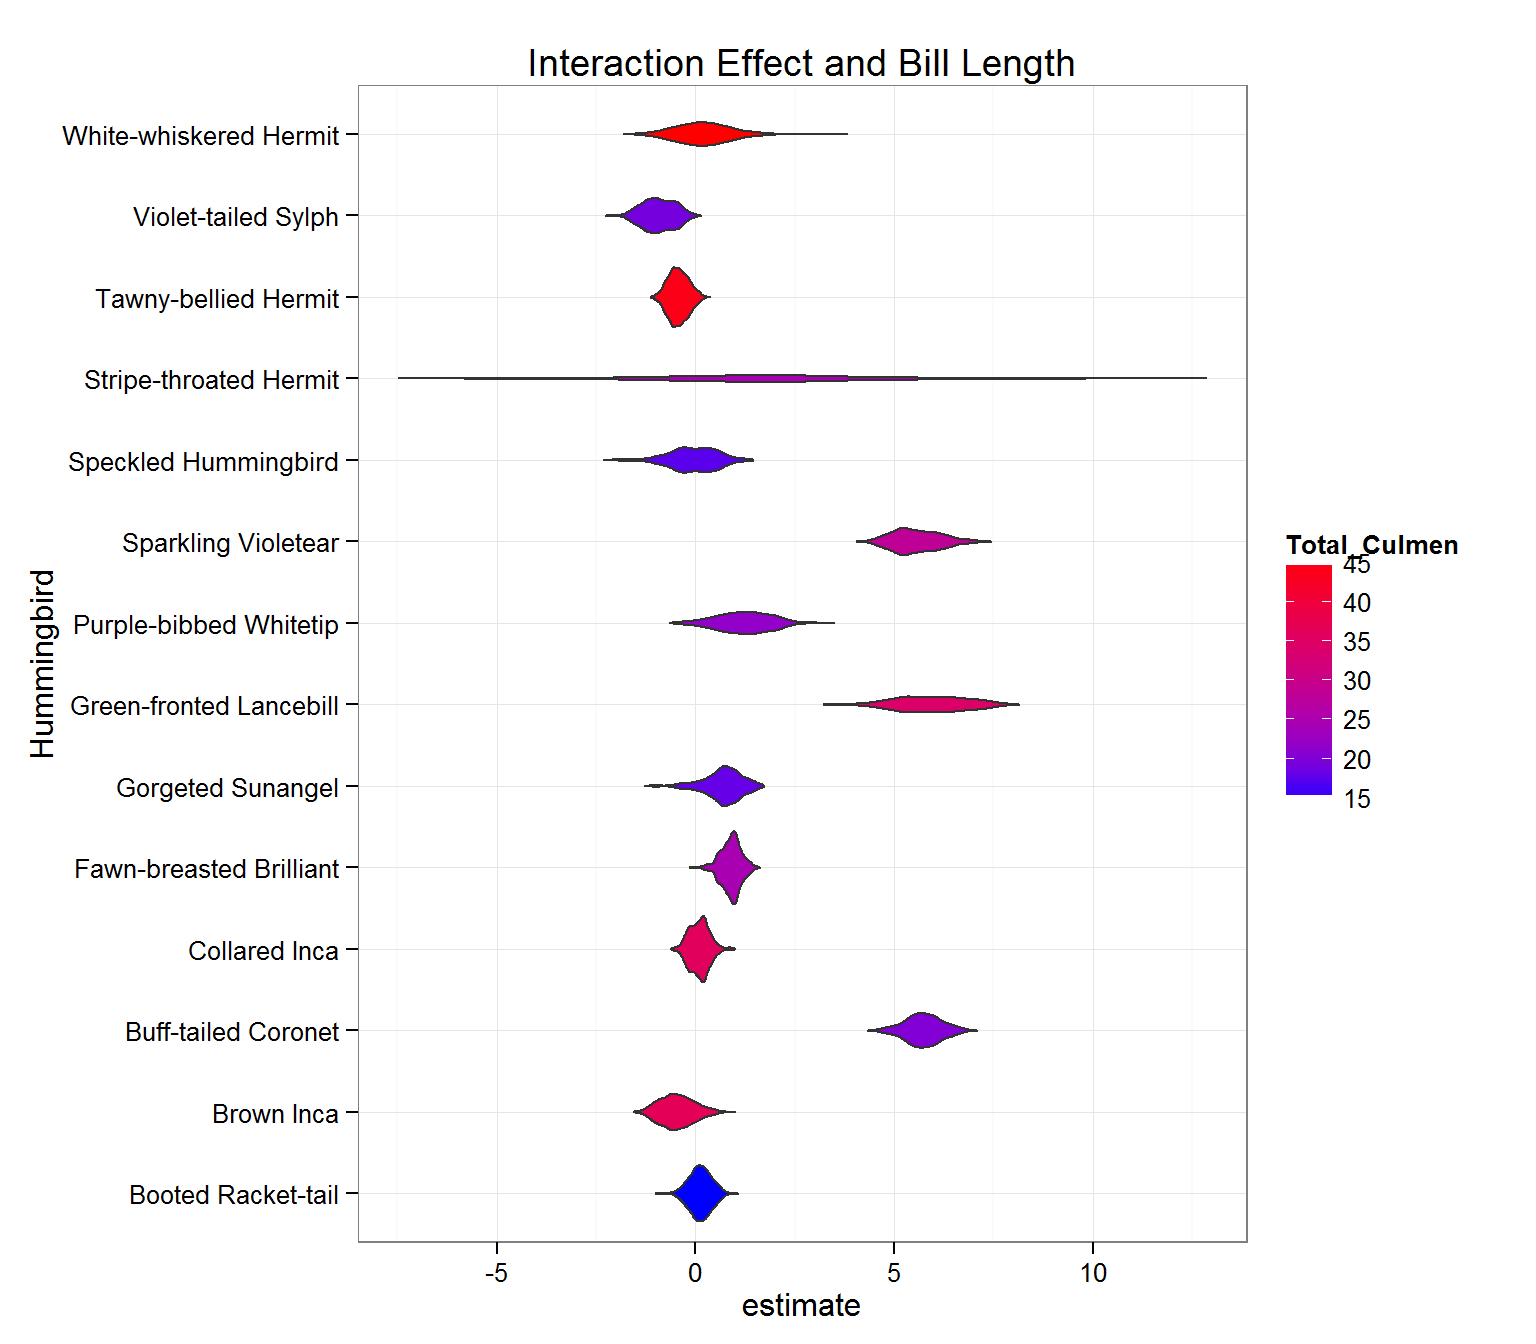 Interaction Effect and Bill Length
White-whiskered Hermit
Violet-tailed Sylph
Tawny-bellied Hermit
Stripe-throated Hermit
Speckled Hummingbird
Sparkling Violetear
Purple-bibbed Whitetip
Green-fronted Lancebill
Gorgeted Sunangel
Fawn-breasted Brilliant
Collared Inca
Buff-tailed Coronet
Brown Inca
Booted Racket-tail
Hummingbird
-5 0 5 10
estimate
Total_Culmen
45
40
35
30
25
20
15